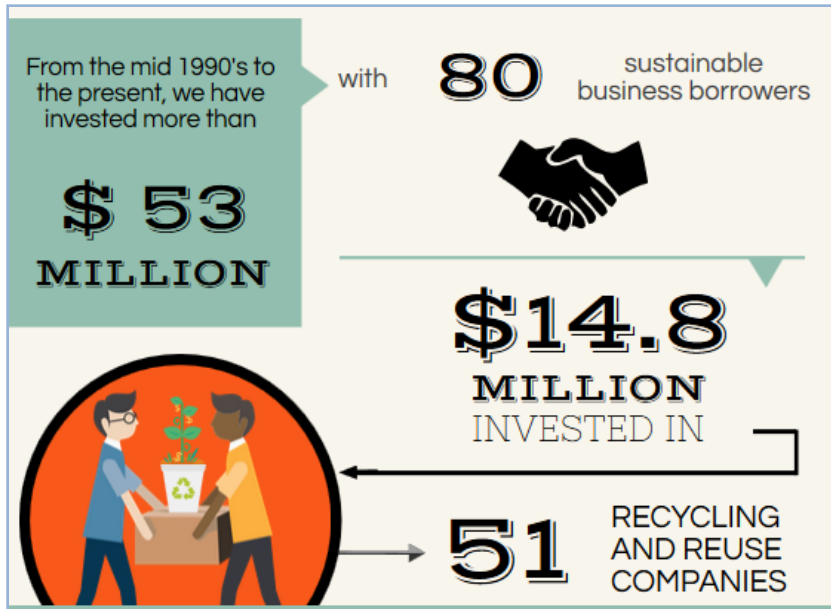 From the mid 1990's to
the present, we have
invested more than
$ 53
MILLION
with
80
sustainable
business borrowers
$14.8
MILLION
INVESTED IN
51
RECYCLING
AND REUSE
COMPANIES